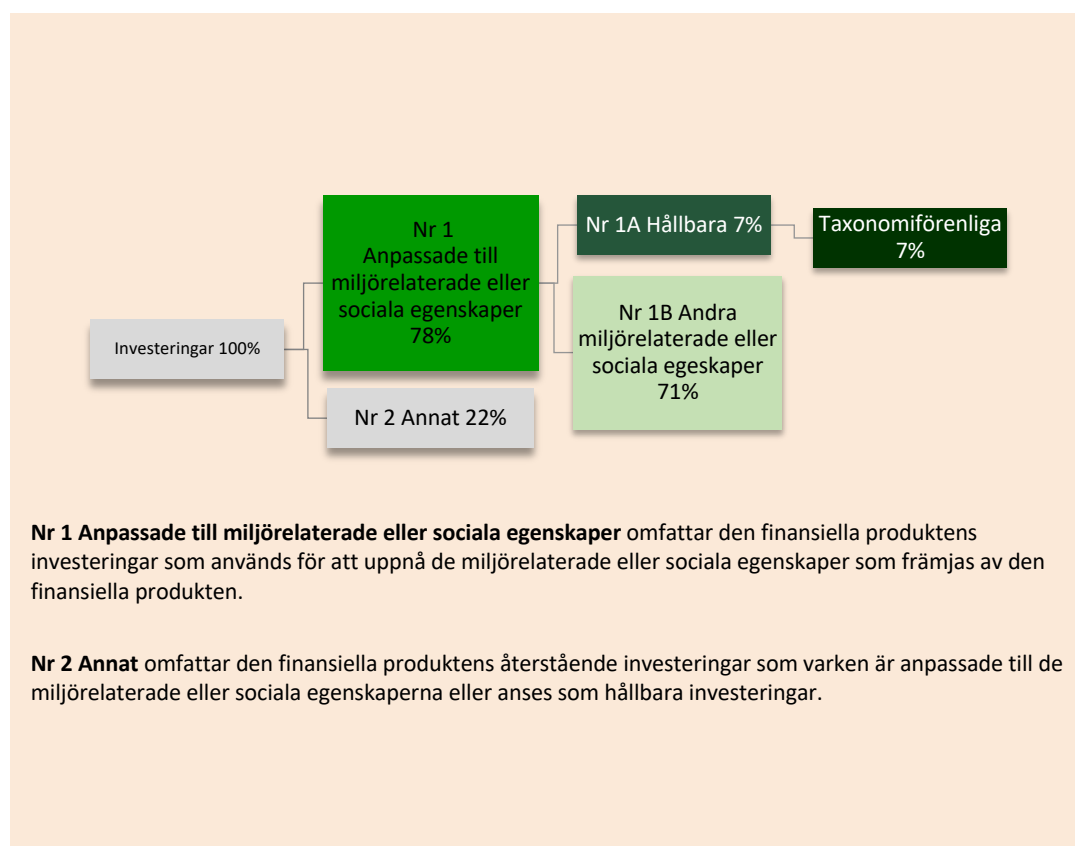 Investeringar 100%
Nr 1
Anpassade till
miljörelaterade eller
sociala egenskaper
78%
Nr 2 Annat 22%
Nr 1A Hållbara 7%
Nr 1B Andra
miljörelaterade eller
sociala egeskaper
71%
Taxonomiförenliga
7%
Nr 1 Anpassade till miljörelaterade eller sociala egenskaper omfattar den finansiella produktens
investeringar som används för att uppnå de miljörelaterade eller sociala egenskaper som främjas av den
finansiella produkten.
Nr 2 Annat omfattar den finansiella produktens återstående investeringar som varken är anpassade till de
miljörelaterade eller sociala egenskaperna eller anses som hållbara investeringar.